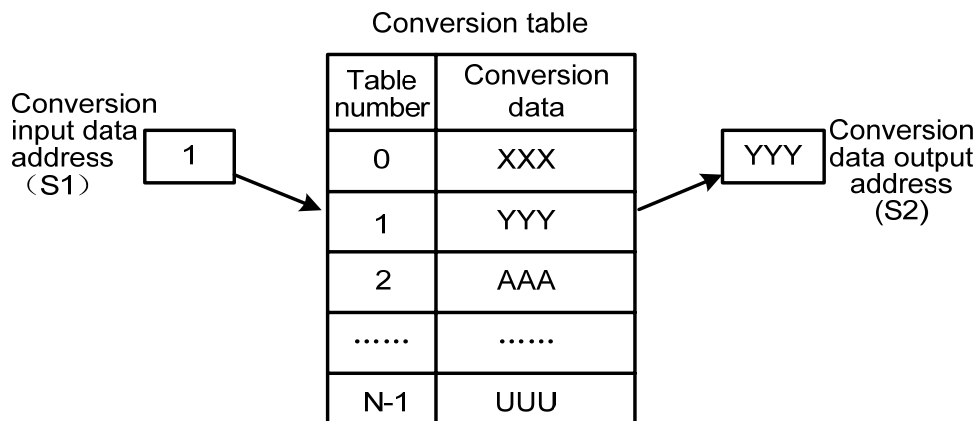 Conversion table
Conversion
input data
address
（S1）
1
Table
number
Conversion
data
0
XXX
1
YYY
2
AAA
······
······
N-1
UUU
YYY
Conversion
data output
address
(S2)